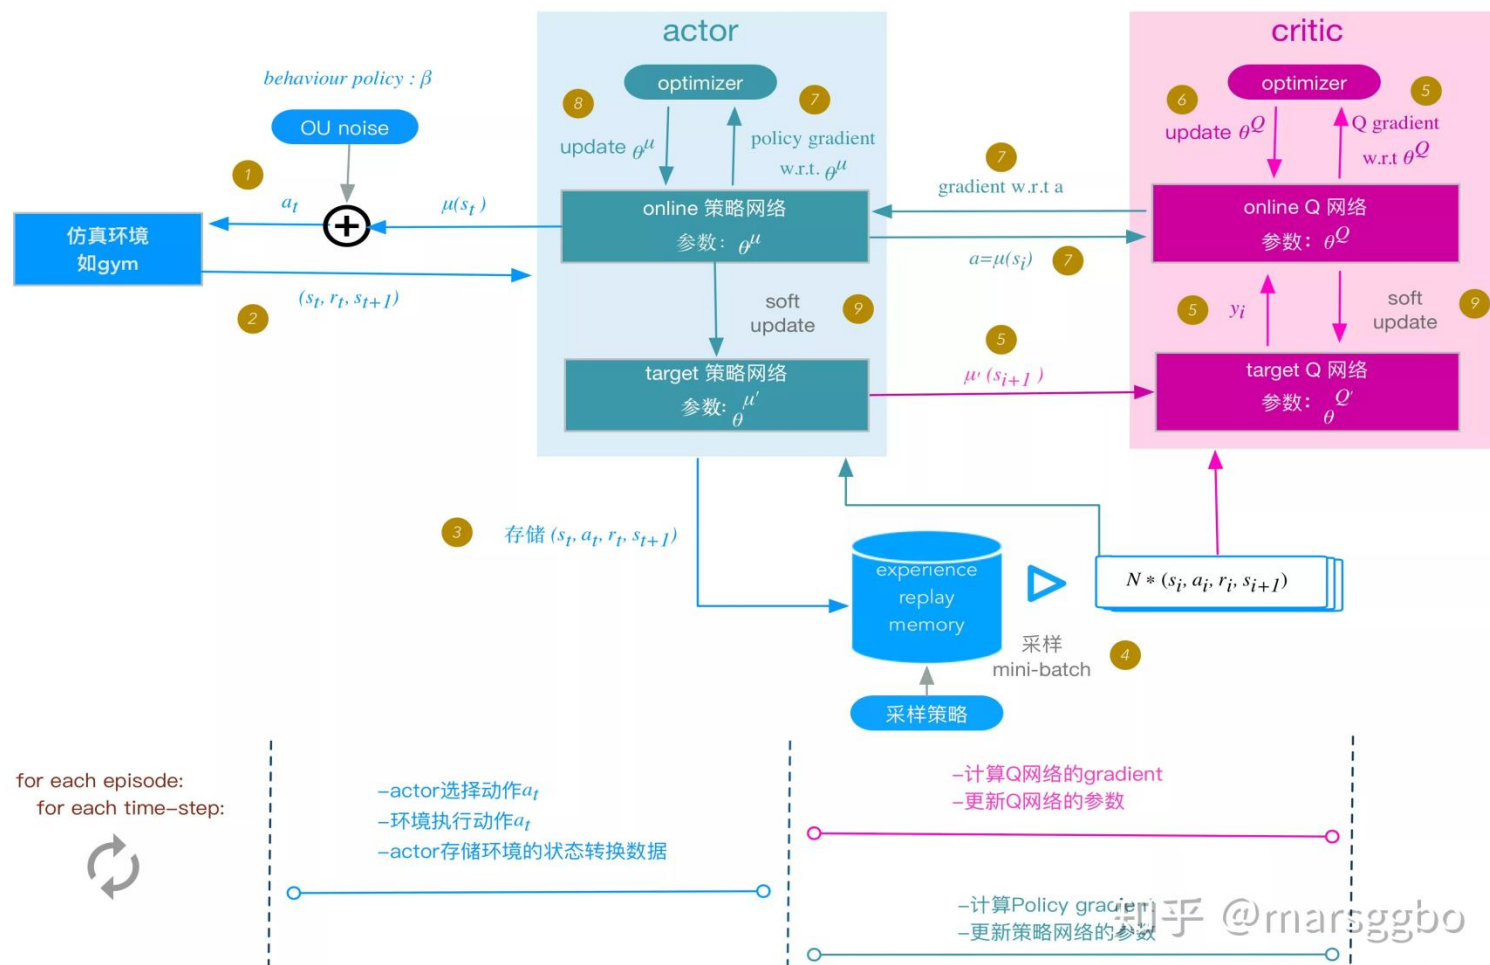 actor
critic
behaviour policy : β
OU noise
optimizer
8
7
update θ^μ
policy gradient
w.r.t. θ^μ
optimizer
6
5
update θ^Q
Q gradient
w.r.t θ^Q
1
a_t
μ(s_t)
+
仿真环境
如gym
(s_t, r_t, s_{t+1})
2
online 策略网络
参数: θ^μ
7
gradient w.r.t a
a=μ(s_i)
7
online Q 网络
参数: θ^Q
soft
update
9
5
y_i
soft
update
9
target 策略网络
参数: θ^{μ'}
5
μ'(s_{i+1})
target Q 网络
参数: θ^{Q'}
3
存储 (s_t, a_t, r_t, s_{t+1})
experience
replay
memory
N * (s_i, a_i, r_i, s_{i+1})
采样
mini-batch
4
采样策略
for each episode:
for each time-step:
-actor选择动作a_t
-环境执行动作a_t
-actor存储环境的状态转换数据
-计算Q网络的gradient
-更新Q网络的参数
-计算Policy gradien
-更新策略网络的参数
知乎 @marsggbo